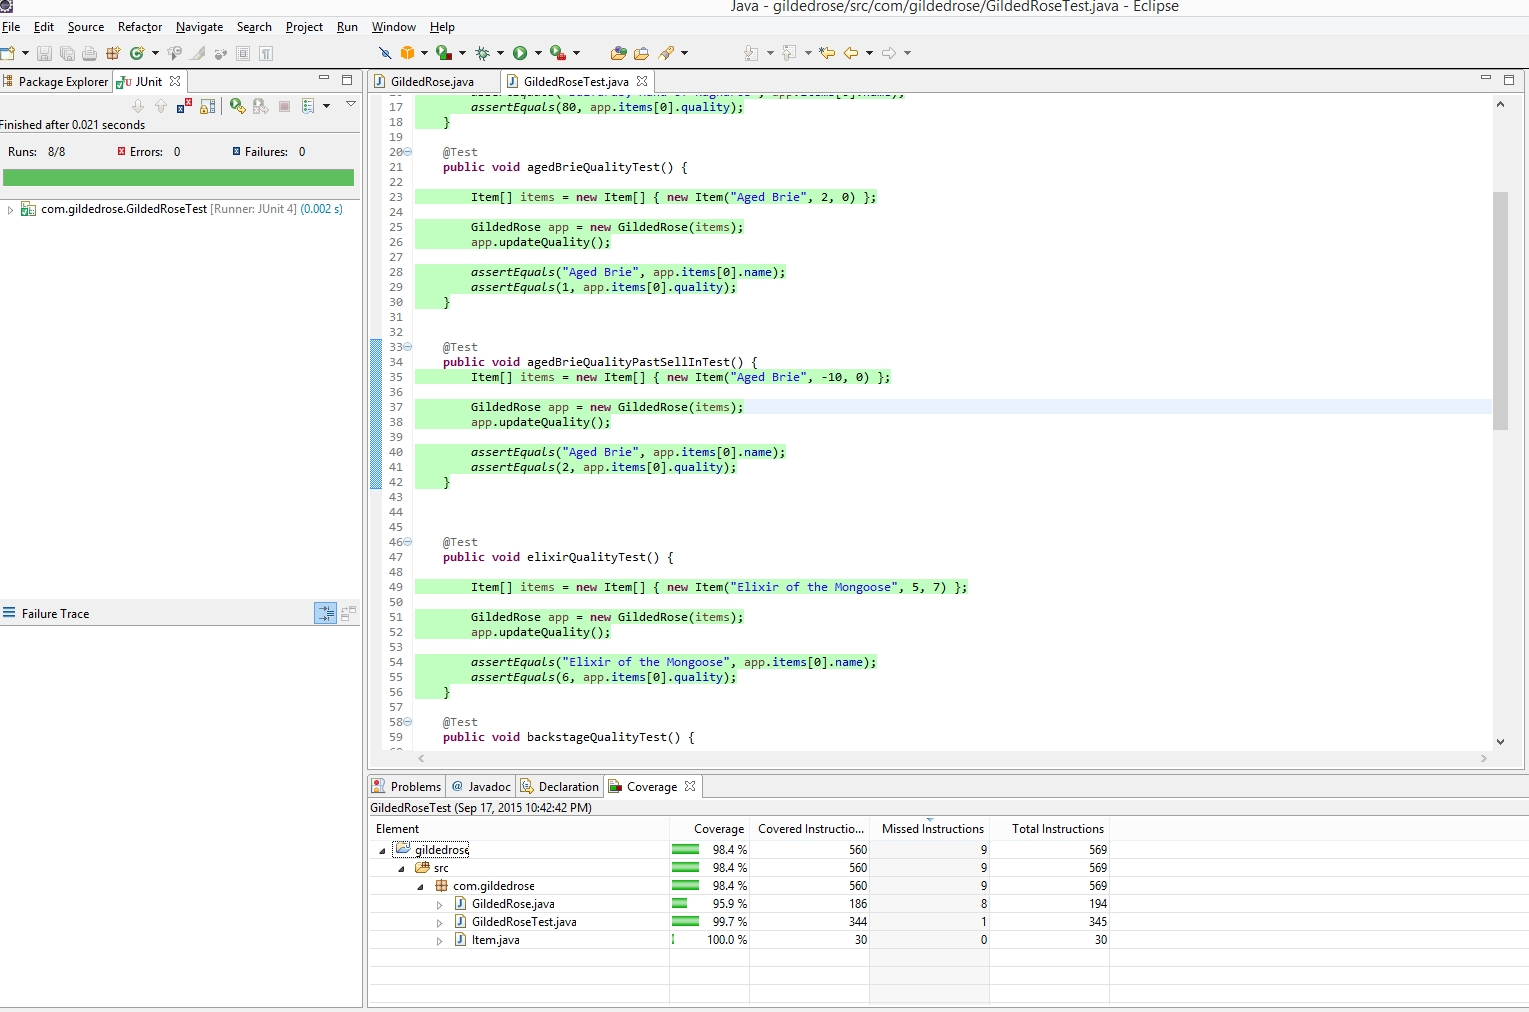 Java - gildedrose/src/com/gildedrose/GildedRoseTest.java - Eclipse
File Edit Source Refactor Navigate Search Project Run Window Help
Package Explorer JUnit
Finished after 0.021 seconds
Runs: 8/8 Errors: 0 Failures: 0
com.gildedrose.GildedRoseTest [Runner: JUnit 4] (0.002 s)
Failure Trace
GildedRose.java GildedRoseTest.java
17 assertEquals(80, app.items[0].quality);
18 }
19
20 @Test
21 public void agedBrieQualityTest() {
22
23 Item[] items = new Item[] { new Item("Aged Brie", 2, 0) };
24
25 GildedRose app = new GildedRose(items);
26 app.updateQuality();
27
28 assertEquals("Aged Brie", app.items[0].name);
29 assertEquals(1, app.items[0].quality);
30 }
31
32
33 @Test
34 public void agedBrieQualityPastSellInTest() {
35 Item[] items = new Item[] { new Item("Aged Brie", -10, 0) };
36
37 GildedRose app = new GildedRose(items);
38 app.updateQuality();
39
40 assertEquals("Aged Brie", app.items[0].name);
41 assertEquals(2, app.items[0].quality);
42 }
43
44
45
46 @Test
47 public void elixirQualityTest() {
48
49 Item[] items = new Item[] { new Item("Elixir of the Mongoose", 5, 7) };
50
51 GildedRose app = new GildedRose(items);
52 app.updateQuality();
53
54 assertEquals("Elixir of the Mongoose", app.items[0].name);
55 assertEquals(6, app.items[0].quality);
56 }
57
58 @Test
59 public void backstageQualityTest() {
Problems @ Javadoc Declaration Coverage
GildedRoseTest (Sep 17, 2015 10:42:42 PM)
Element Coverage Covered Instructio... Missed Instructions Total Instructions
gildedrose 98.4 % 560 9 569
src 98.4 % 560 9 569
com.gildedrose 98.4 % 560 9 569
GildedRose.java 95.9 % 186 8 194
GildedRoseTest.java 99.7 % 344 1 345
Item.java 100.0 % 30 0 30